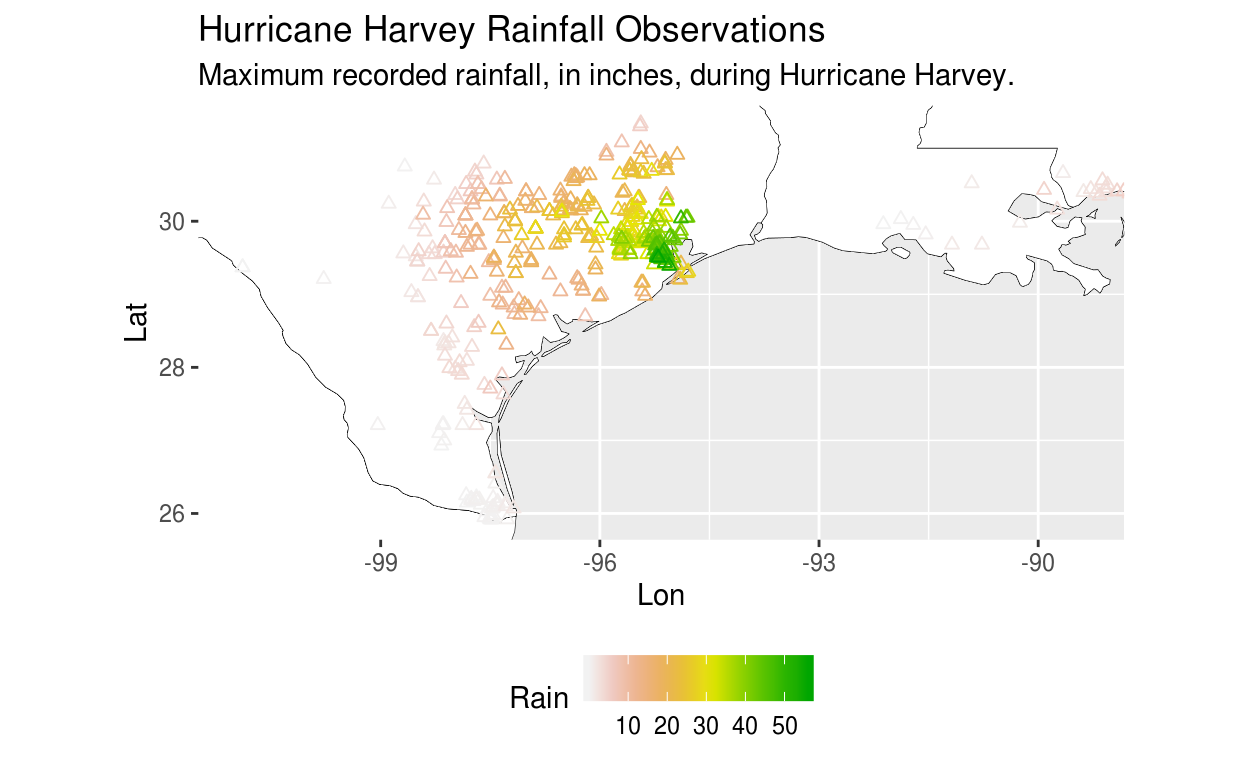 Hurricane Harvey Rainfall Observations
Maximum recorded rainfall, in inches, during Hurricane Harvey.
Lat
30
28
26
-99 -96 -93 -90
Lon
Rain
10 20 30 40 50